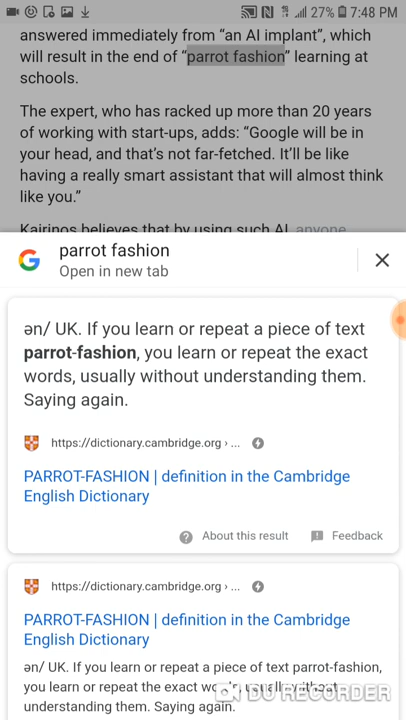 27% 7:48 PM
answered immediately from “an AI implant”, which
will result in the end of “parrot fashion” learning at
schools.
The expert, who has racked up more than 20 years
of working with start-ups, adds: “Google will be in
your head, and that’s not far-fetched. It’ll be like
having a really smart assistant that will almost think
like you.”
Kairinos believes that by using such AI, anyone
parrot fashion
Open in new tab
ən/ UK. If you learn or repeat a piece of text
parrot-fashion, you learn or repeat the exact
words, usually without understanding them.
Saying again.
https://dictionary.cambridge.org › ...
PARROT-FASHION | definition in the Cambridge
English Dictionary
About this result Feedback
https://dictionary.cambridge.org › ...
PARROT-FASHION | definition in the Cambridge
English Dictionary
ən/ UK. If you learn or repeat a piece of text parrot-fashion,
you learn or repeat the exact words, usually without
understanding them. Saying again.
DU RECORDER